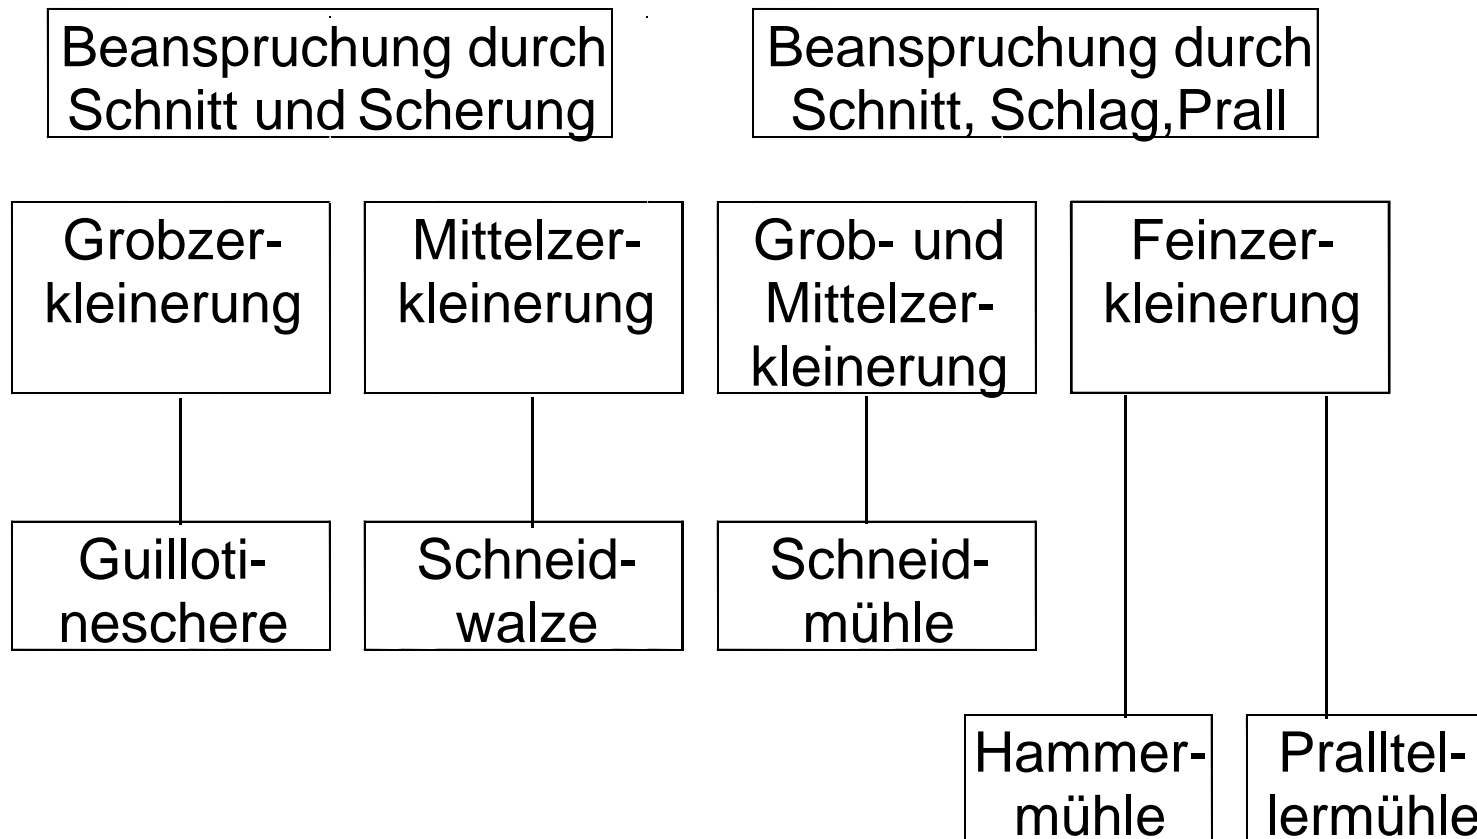 Beanspruchung durch
Schnitt und Scherung
Beanspruchung durch
Schnitt, Schlag,Prall
Grobzer-
kleinerung
Mittelzer-
kleinerung
Grob- und
Mittelzer-
kleinerung
Feinzer-
kleinerung
Guilloti-
neschere
Schneid-
walze
Schneid-
mühle
Hammer-
mühle
Pralltel-
lermühle